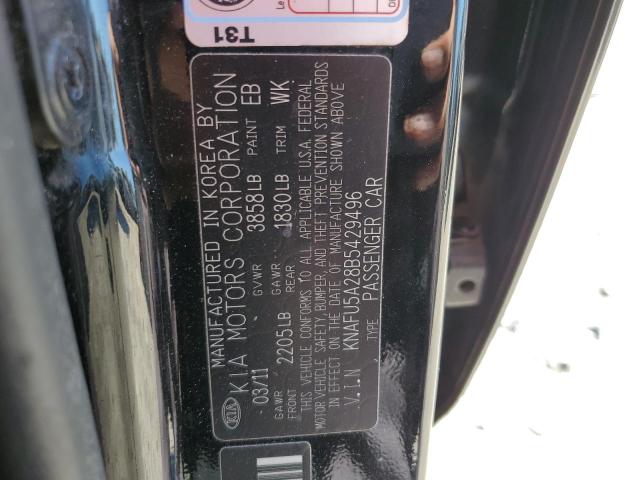 T31
MANUFACTURED IN KOREA BY
KIA KIA MOTORS CORPORATION
03/11 GVWR 3858LB PAINT EB
GAWR FRONT 2205LB GAWR REAR 1830LB TRIM WK
THIS VEHICLE CONFORMS TO ALL APPLICABLE U.S.A. FEDERAL
MOTOR VEHICLE SAFETY, BUMPER, AND THEFT PREVENTION STANDARDS
IN EFFECT ON THE DATE OF MANUFACTURE SHOWN ABOVE
V.I.N KNAFU5A28B5429496
TYPE PASSENGER CAR